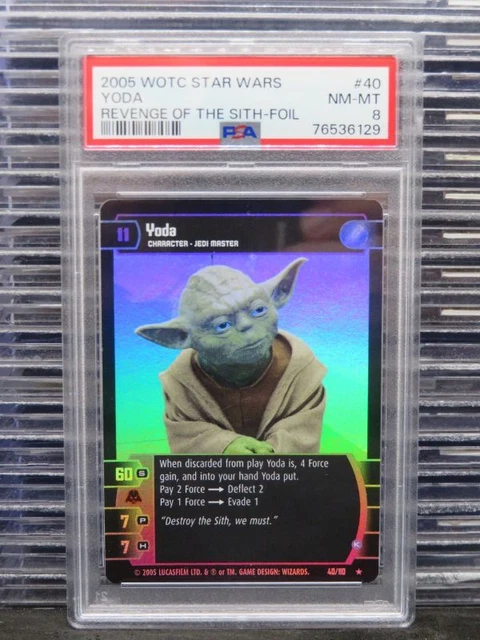 2005 WOTC STAR WARS #40
YODA NM-MT
REVENGE OF THE SITH-FOIL 8
PSA 76536129
11 Yoda
CHARACTER - JEDI MASTER
When discarded from play Yoda is, 4 Force
gain, and into your hand Yoda put.
Pay 2 Force → Deflect 2
Pay 1 Force → Evade 1
"Destroy the Sith, we must."
60 S
7 P
7 H
© 2005 LUCASFILM LTD. & ® or TM. GAME DESIGN: WIZARDS. 40/110 ★